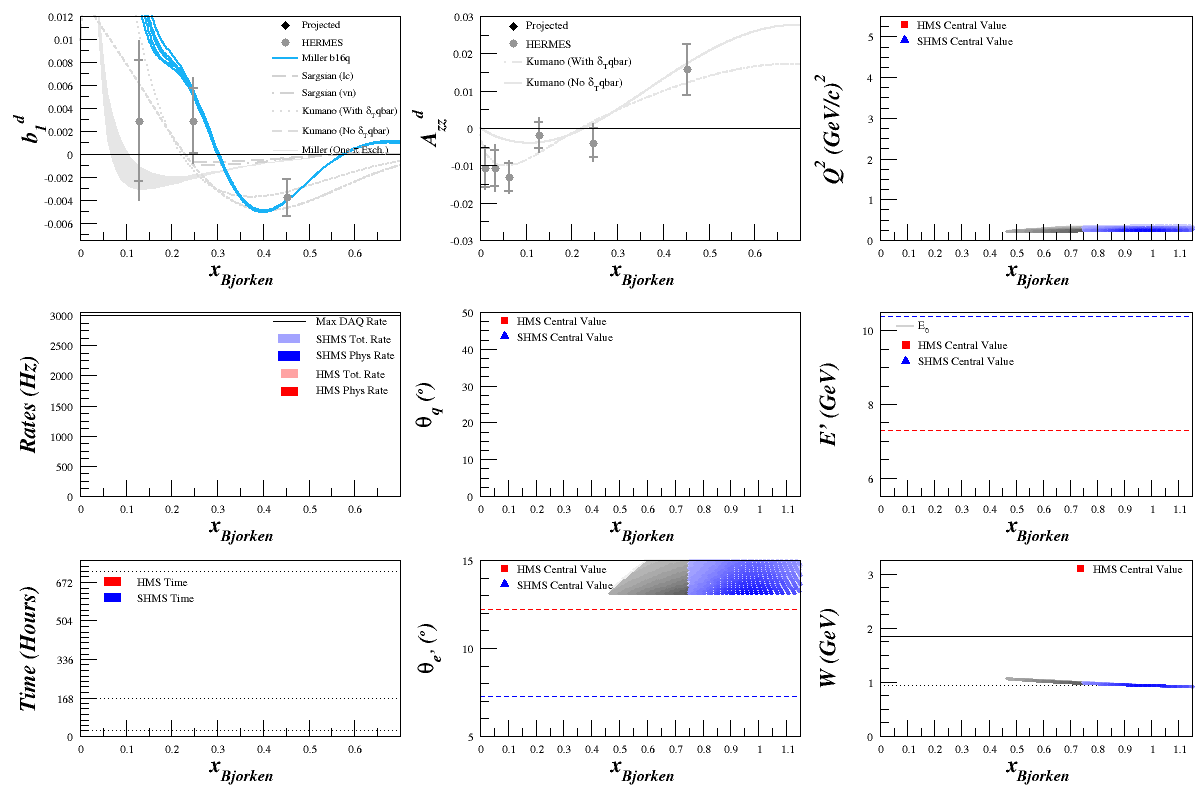 0.012
0.01
0.008
0.006
0.004
0.002
0
-0.002
-0.004
-0.006
b₁ᵈ
0 0.1 0.2 0.3 0.4 0.5 0.6
x Bjorken
Projected
HERMES
Miller b16q
Sargsian (lc)
Sargsian (vn)
Kumano (With δTqbar)
Kumano (No δTqbar)
Miller (One π Exch.)
0.03
0.02
0.01
0
-0.01
-0.02
-0.03
A zz d
0 0.1 0.2 0.3 0.4 0.5 0.6
x Bjorken
Projected
HERMES
Kumano (With δTqbar)
Kumano (No δTqbar)
5
4
3
2
1
0
Q² (GeV/c)²
0 0.1 0.2 0.3 0.4 0.5 0.6 0.7 0.8 0.9 1 1.1
x Bjorken
HMS Central Value
SHMS Central Value
3000
2500
2000
1500
1000
500
0
Rates (Hz)
0 0.1 0.2 0.3 0.4 0.5 0.6
x Bjorken
Max DAQ Rate
SHMS Tot. Rate
SHMS Phys Rate
HMS Tot. Rate
HMS Phys Rate
50
40
30
20
10
0
θq (°)
0 0.1 0.2 0.3 0.4 0.5 0.6 0.7 0.8 0.9 1 1.1
x Bjorken
HMS Central Value
SHMS Central Value
10
8
6
E' (GeV)
0 0.1 0.2 0.3 0.4 0.5 0.6 0.7 0.8 0.9 1 1.1
x Bjorken
E₀
HMS Central Value
SHMS Central Value
672
504
336
168
0
Time (Hours)
0 0.1 0.2 0.3 0.4 0.5 0.6
x Bjorken
HMS Time
SHMS Time
15
10
5
θe' (°)
0 0.1 0.2 0.3 0.4 0.5 0.6 0.7 0.8 0.9 1 1.1
x Bjorken
HMS Central Value
SHMS Central Value
3
2
1
0
W (GeV)
0 0.1 0.2 0.3 0.4 0.5 0.6 0.7 0.8 0.9 1 1.1
x Bjorken
HMS Central Value